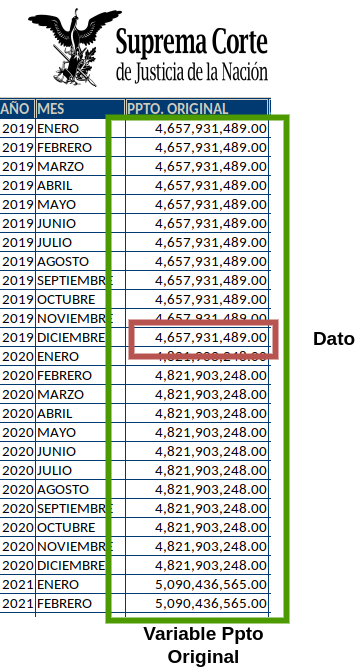 Suprema Corte
de Justicia de la Nación
AÑO MES PPTO. ORIGINAL
2019 ENERO 4,657,931,489.00
2019 FEBRERO 4,657,931,489.00
2019 MARZO 4,657,931,489.00
2019 ABRIL 4,657,931,489.00
2019 MAYO 4,657,931,489.00
2019 JUNIO 4,657,931,489.00
2019 JULIO 4,657,931,489.00
2019 AGOSTO 4,657,931,489.00
2019 SEPTIEMBRE 4,657,931,489.00
2019 OCTUBRE 4,657,931,489.00
2019 NOVIEMBRE 4,657,931,489.00
2019 DICIEMBRE 4,657,931,489.00
Dato
2020 ENERO 4,821,903,248.00
2020 FEBRERO 4,821,903,248.00
2020 MARZO 4,821,903,248.00
2020 ABRIL 4,821,903,248.00
2020 MAYO 4,821,903,248.00
2020 JUNIO 4,821,903,248.00
2020 JULIO 4,821,903,248.00
2020 AGOSTO 4,821,903,248.00
2020 SEPTIEMBRE 4,821,903,248.00
2020 OCTUBRE 4,821,903,248.00
2020 NOVIEMBRE 4,821,903,248.00
2020 DICIEMBRE 4,821,903,248.00
2021 ENERO 5,090,436,565.00
2021 FEBRERO 5,090,436,565.00
Variable Ppto
Original